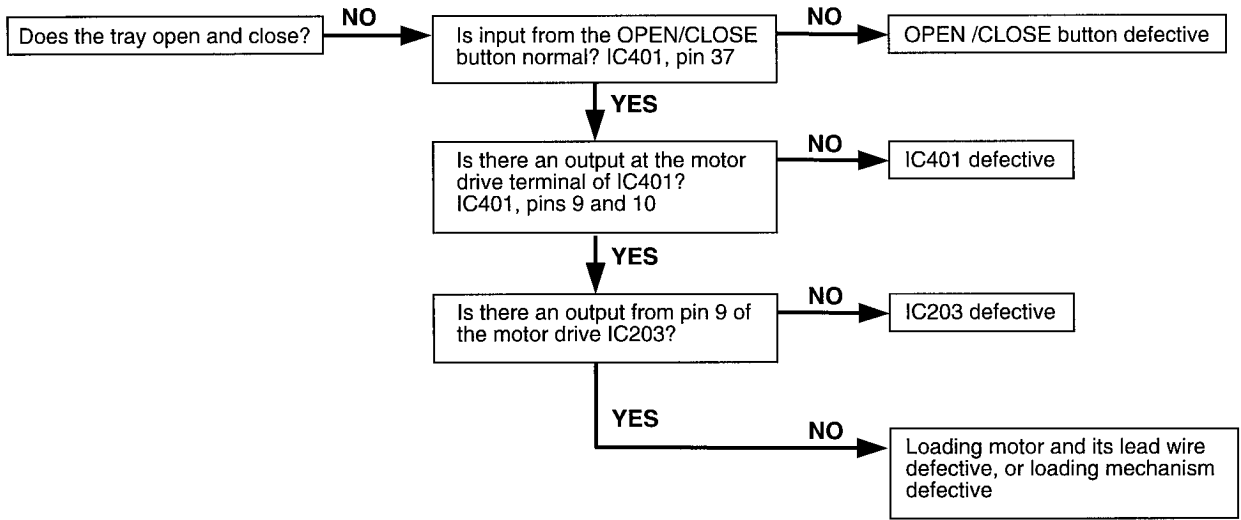 Does the tray open and close?
NO
Is input from the OPEN/CLOSE
button normal? IC401, pin 37
NO
OPEN /CLOSE button defective
YES
Is there an output at the motor
drive terminal of IC401?
IC401, pins 9 and 10
NO
IC401 defective
YES
Is there an output from pin 9 of
the motor drive IC203?
NO
IC203 defective
YES
NO
Loading motor and its lead wire
defective, or loading mechanism
defective